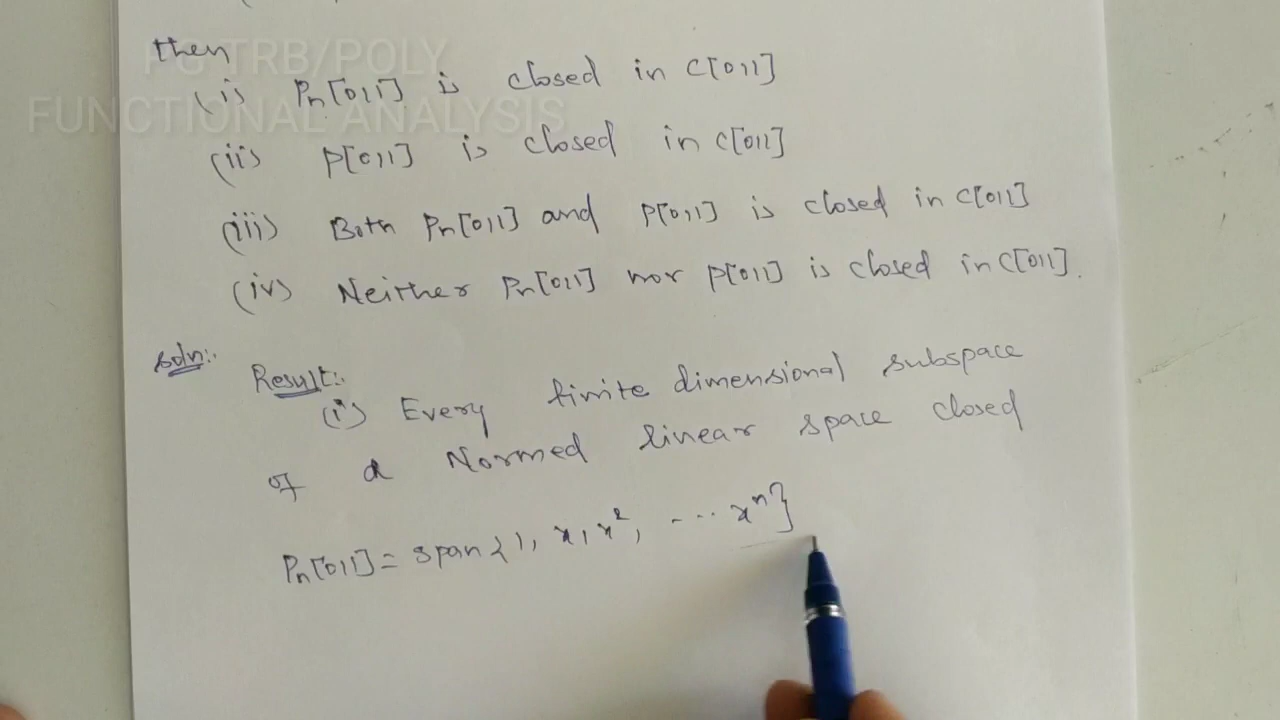 then
PG TRB/POLY
(i) Pn[0,1] is closed in C[0,1]
FUNCTIONAL ANALYSIS
(ii) P[0,1] is closed in C[0,1]
(iii) Both Pn[0,1] and P[0,1] is closed in C[0,1]
(iv) Neither Pn[0,1] nor P[0,1] is closed in C[0,1].
Soln:
Result:
(i) Every finite dimensional subspace
of a Normed linear space closed
Pn[0,1] = span {1, x, x², ---- xⁿ}